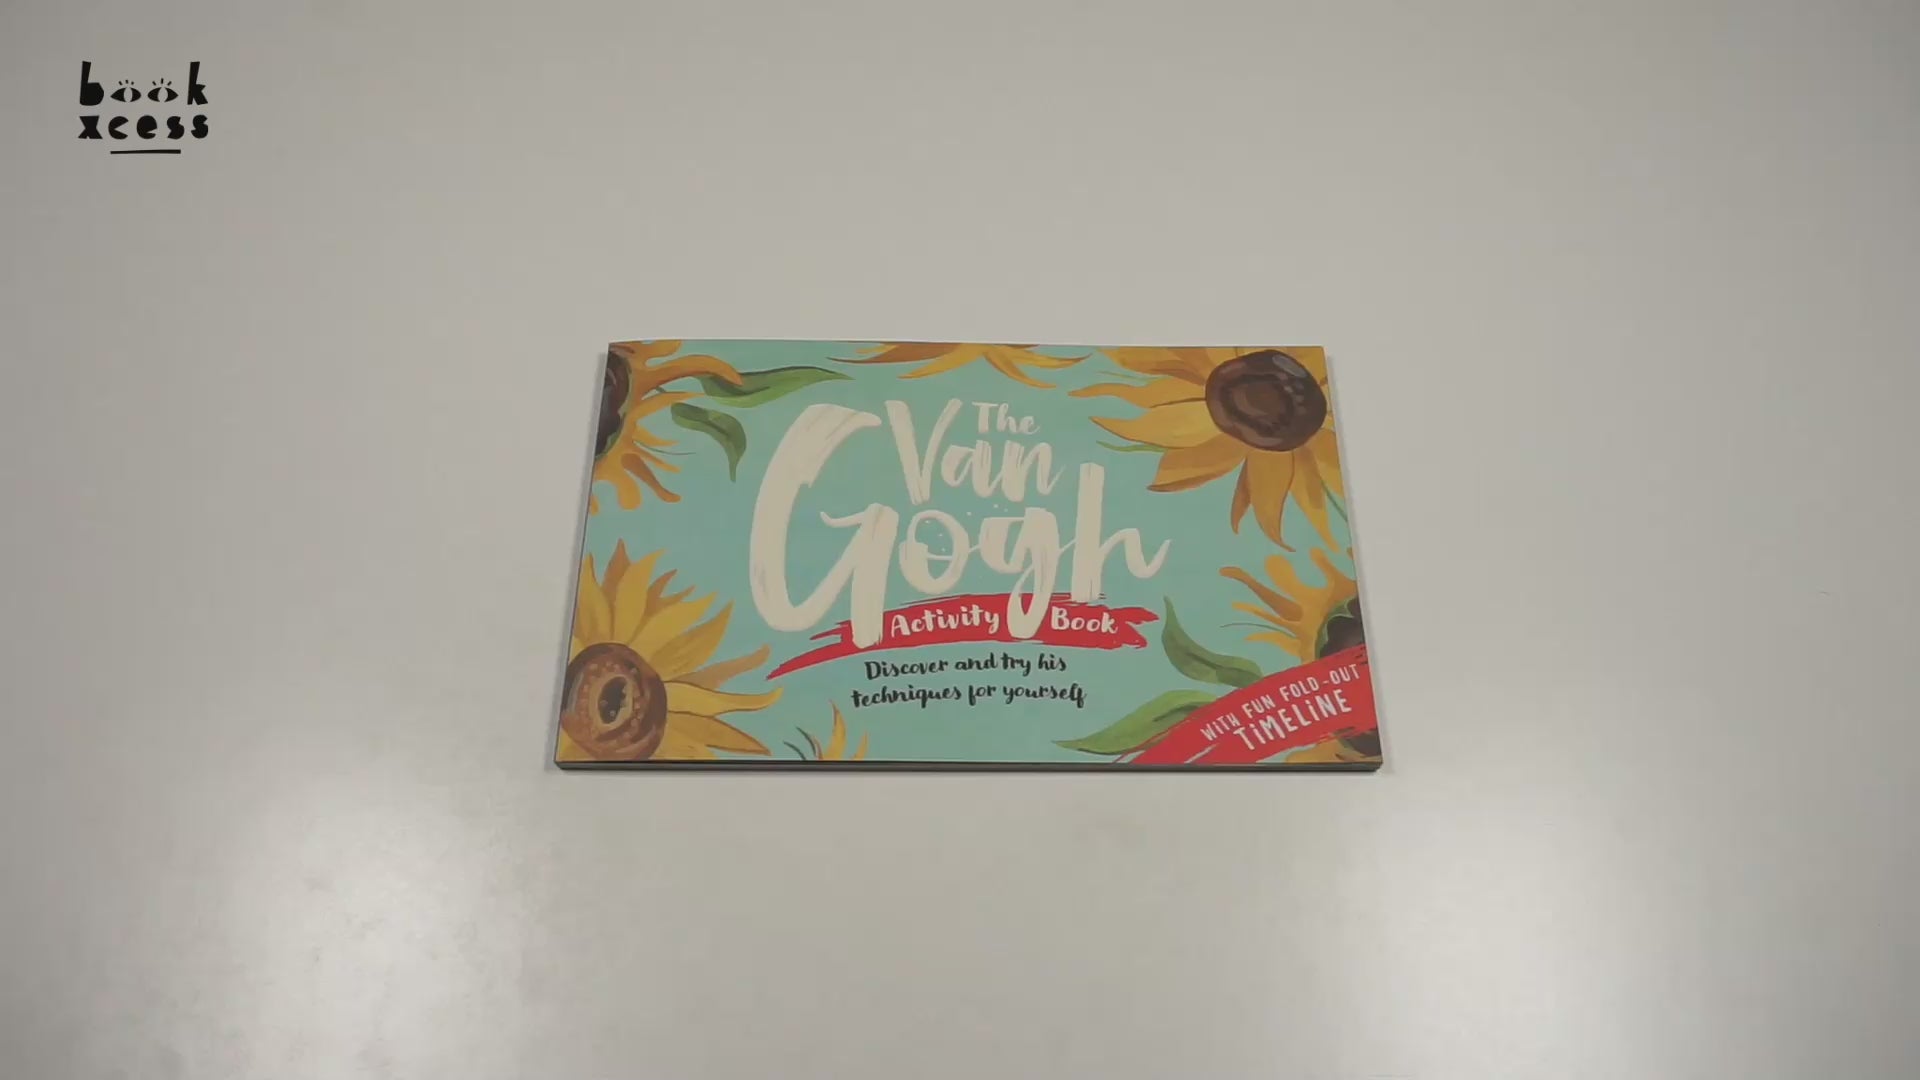 book
xcess
The
Van
Gogh
Activity Book
Discover and try his
techniques for yourself
WITH FUN FOLD-OUT
TIMELINE